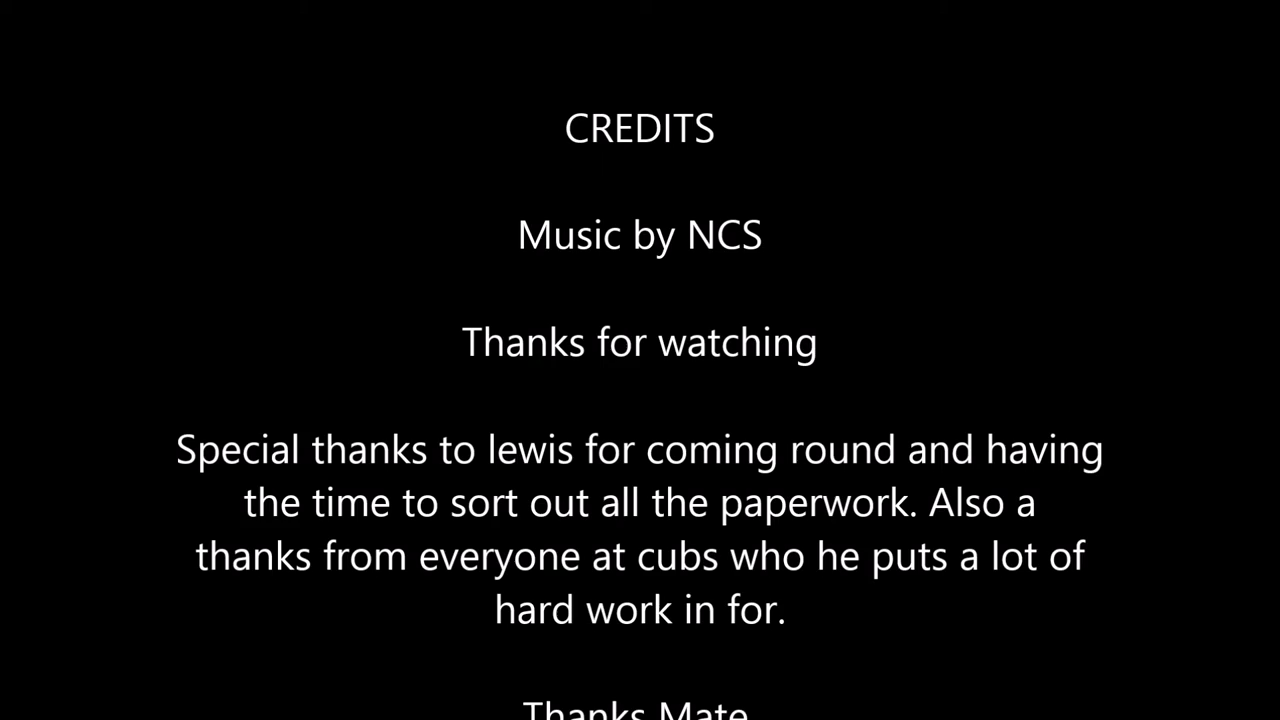 CREDITS
Music by NCS
Thanks for watching
Special thanks to lewis for coming round and having
the time to sort out all the paperwork. Also a
thanks from everyone at cubs who he puts a lot of
hard work in for.
Thanks Mate